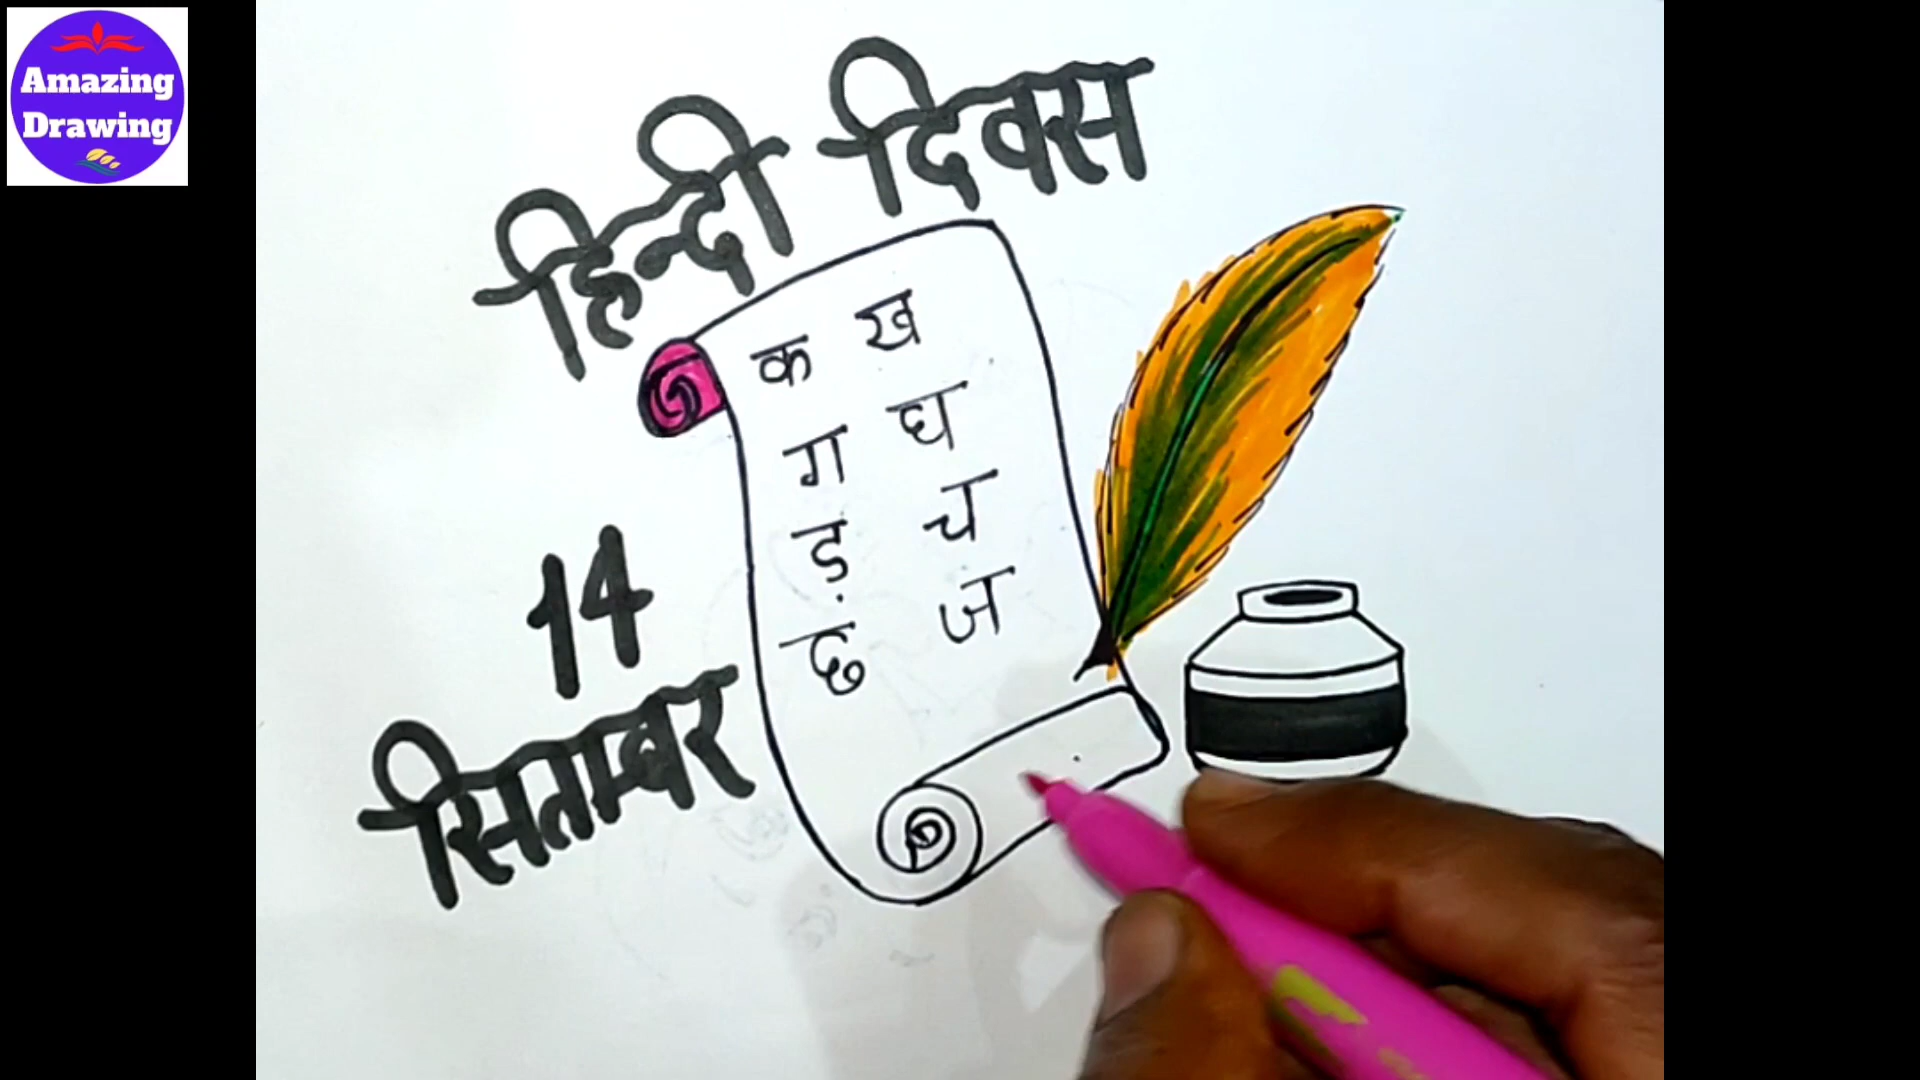 Amazing
Drawing
हिन्दी दिवस
क ख
ग घ
ड़ च
छ ज
14
सितम्बर